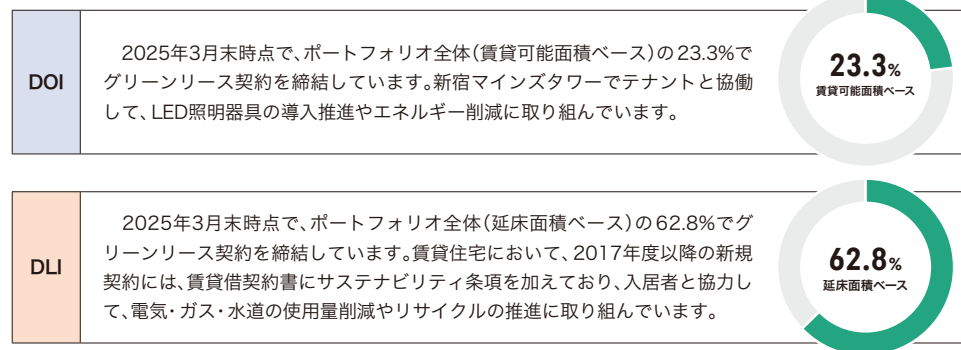 DOI
2025年3月末時点で、ポートフォリオ全体(賃貸可能面積ベース)の23.3%で
グリーンリース契約を締結しています。新宿マインズタワーでテナントと協働
して、LED照明器具の導入推進やエネルギー削減に取り組んでいます。
23.3%
賃貸可能面積ベース
DLI
2025年3月末時点で、ポートフォリオ全体(延床面積ベース)の62.8%でグ
リーンリース契約を締結しています。賃貸住宅において、2017年度以降の新規
契約には、賃貸借契約書にサステナビリティ条項を加えており、入居者と協力し
て、電気・ガス・水道の使用量削減やリサイクルの推進に取り組んでいます。
62.8%
延床面積ベース